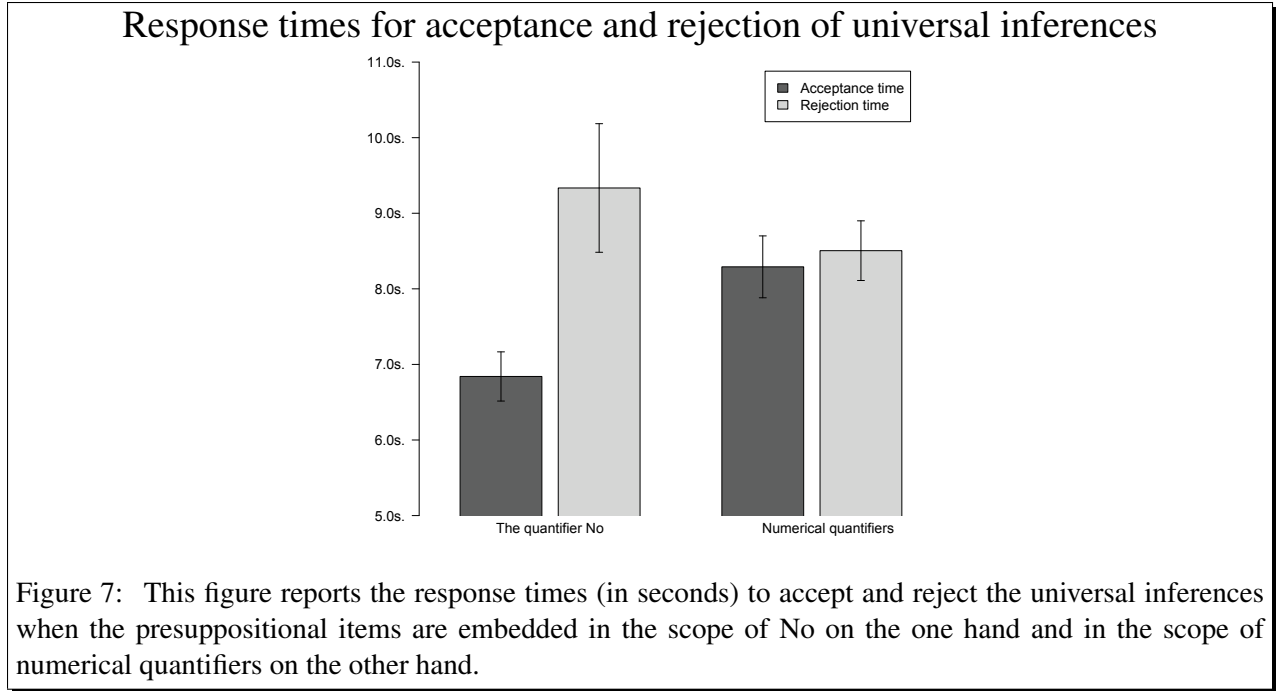 Response times for acceptance and rejection of universal inferences
11.0s.
10.0s.
9.0s.
8.0s.
7.0s.
6.0s.
5.0s.
Acceptance time
Rejection time
The quantifier No
Numerical quantifiers
Figure 7: This figure reports the response times (in seconds) to accept and reject the universal inferences
when the presuppositional items are embedded in the scope of No on the one hand and in the scope of
numerical quantifiers on the other hand.